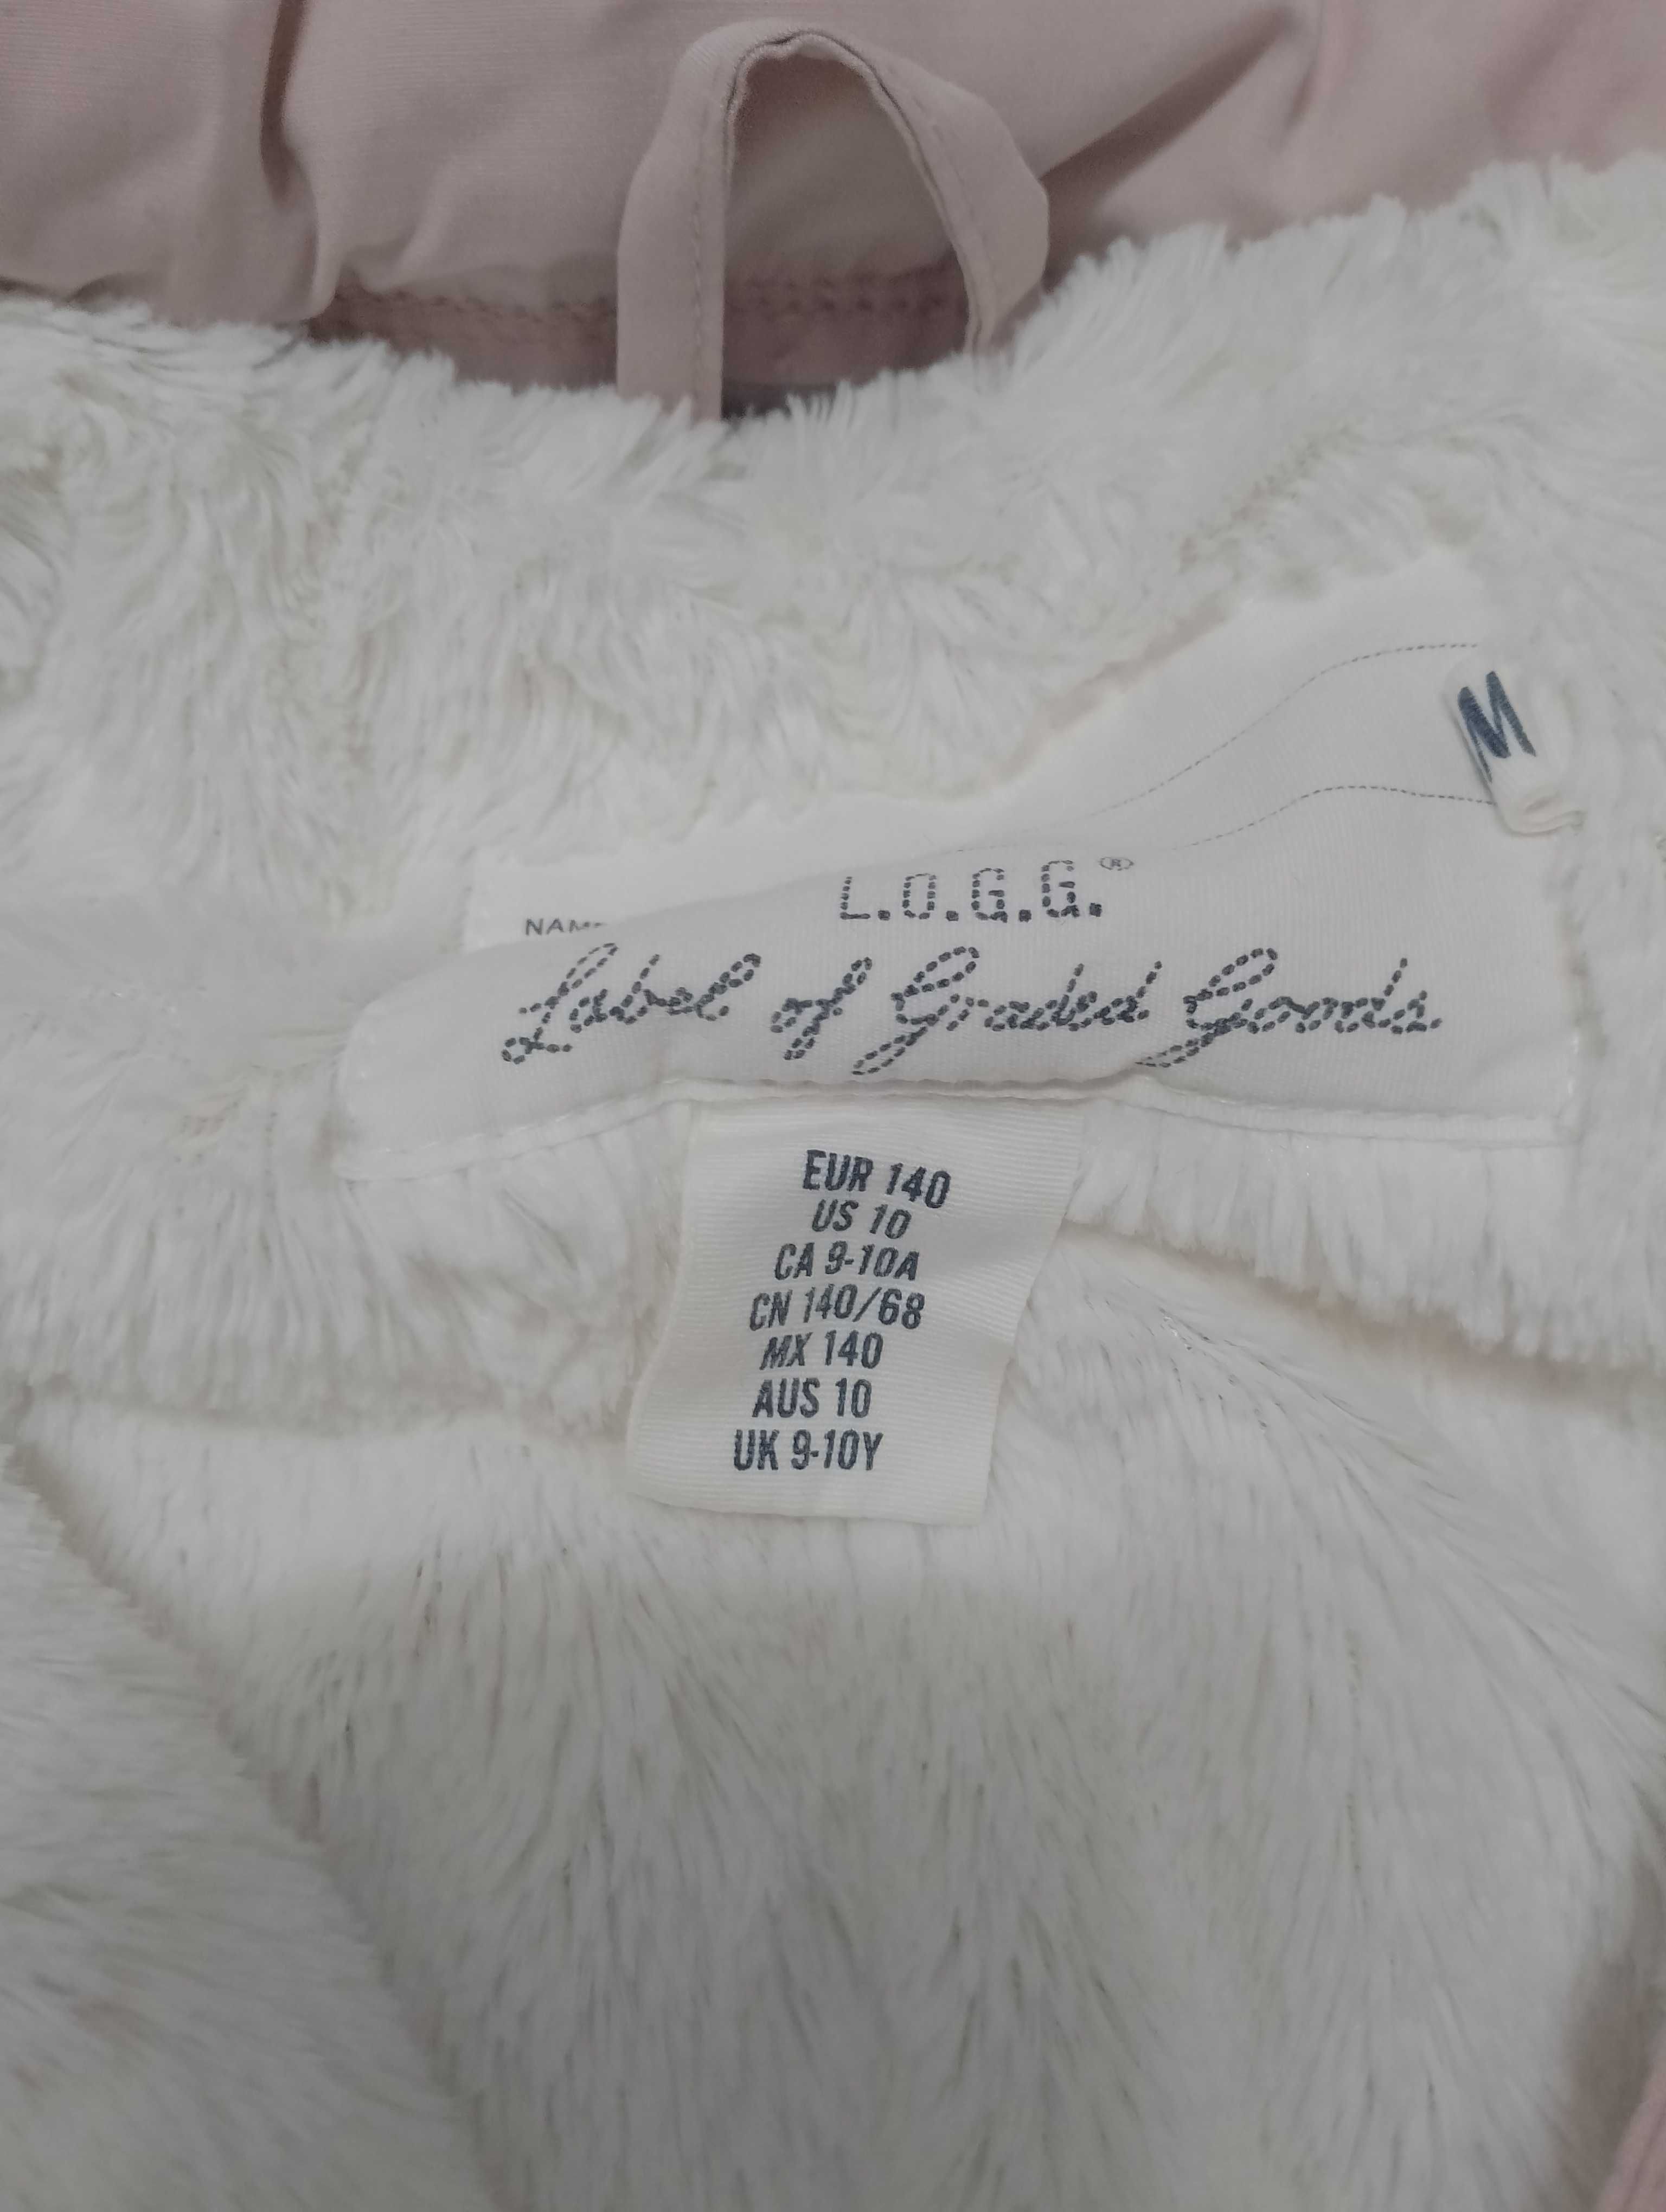 M
L.O.G.G.®
NAME
Label of Graded Goods
EUR 140
US 10
CA 9-10A
CN 140/68
MX 140
AUS 10
UK 9-10Y